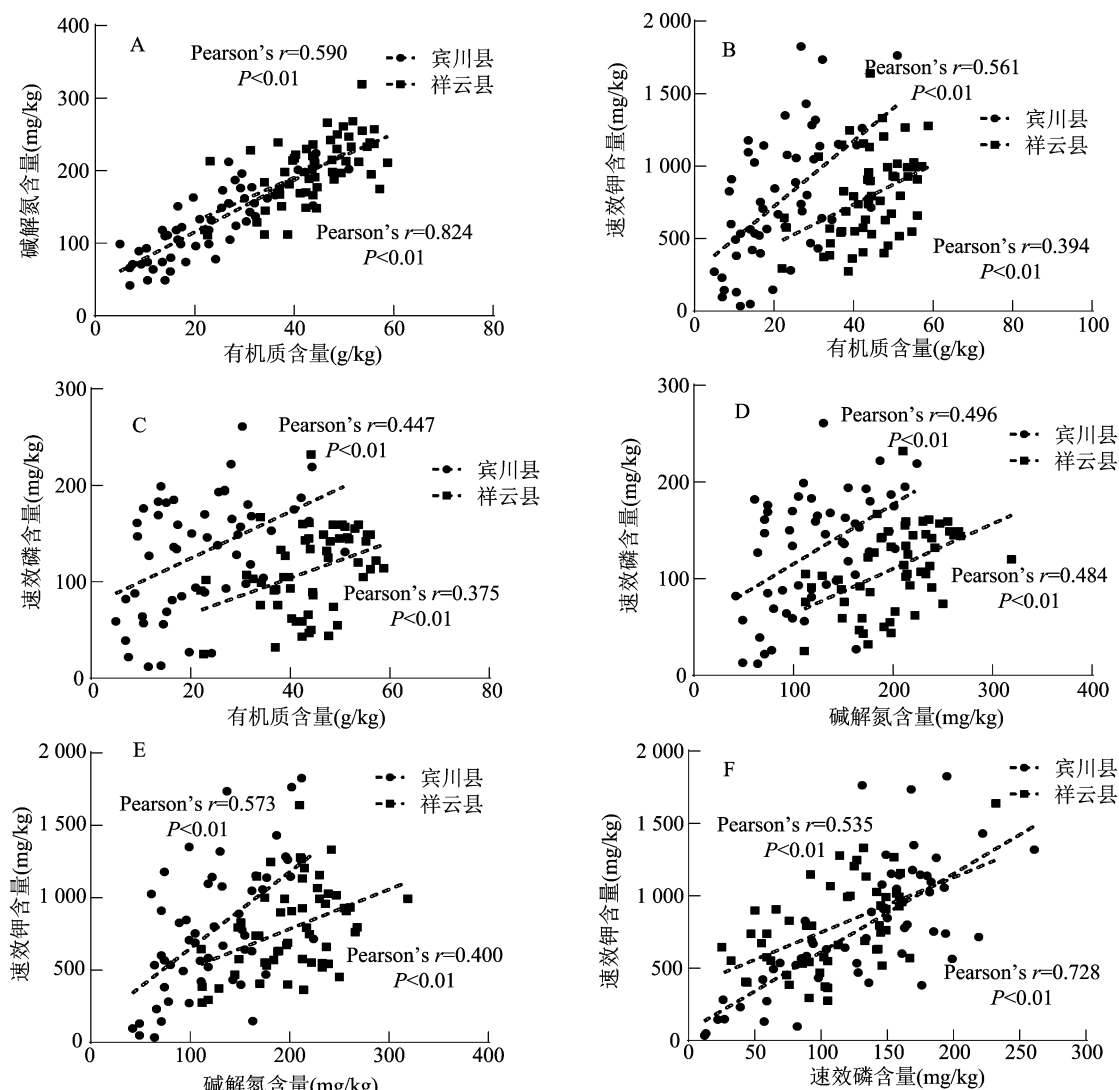 A
Pearson's r=0.590
P<0.01
宾川县
祥云县
Pearson's r=0.824
P<0.01
碱解氮含量(mg/kg)
400
300
200
100
0
0 20 40 60 80
有机质含量(g/kg)
B
Pearson's r=0.561
P<0.01
宾川县
祥云县
Pearson's r=0.394
P<0.01
速效钾含量(mg/kg)
2 000
1 500
1 000
500
0
0 20 40 60 80 100
有机质含量(g/kg)
C
Pearson's r=0.447
P<0.01
宾川县
祥云县
Pearson's r=0.375
P<0.01
速效磷含量(mg/kg)
300
200
100
0
0 20 40 60 80
有机质含量(g/kg)
D
Pearson's r=0.496
P<0.01
宾川县
祥云县
Pearson's r=0.484
P<0.01
速效磷含量(mg/kg)
300
200
100
0
0 100 200 300 400
碱解氮含量(mg/kg)
E
Pearson's r=0.573
P<0.01
宾川县
祥云县
Pearson's r=0.400
P<0.01
速效钾含量(mg/kg)
2 000
1 500
1 000
500
0
0 100 200 300 400
碱解氮含量(mg/kg)
F
Pearson's r=0.535
P<0.01
宾川县
祥云县
Pearson's r=0.728
P<0.01
速效钾含量(mg/kg)
2 000
1 500
1 000
500
0
0 50 100 150 200 250 300
速效磷含量(mg/kg)